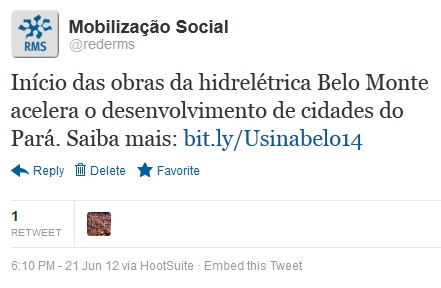 RMS
Mobilização Social
@rederms
Início das obras da hidrelétrica Belo Monte
acelera o desenvolvimento de cidades do
Pará. Saiba mais: bit.ly/Usinabelo14
Reply Delete Favorite
1
RETWEET
6:10 PM - 21 Jun 12 via HootSuite · Embed this Tweet